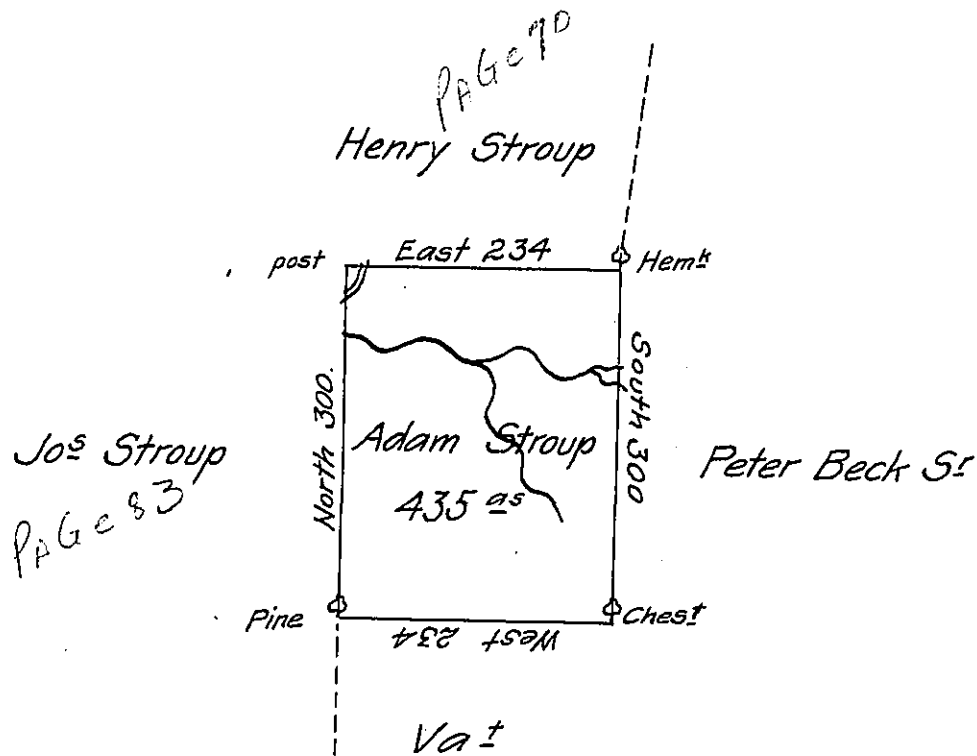 PAGe 70
Henry Stroup
post
East 234
Hemk
North 300.
South 300
Jos Stroup
PAGe 83
Adam Stroup
435 as
Peter Beck Sr
Pine
West 234
Chest
Vat